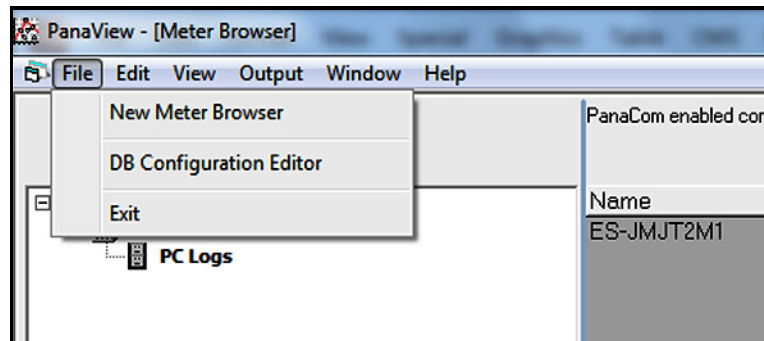 PanaView - [Meter Browser]
File Edit View Output Window Help
New Meter Browser
DB Configuration Editor
Exit
PC Logs
PanaCom enabled
Name
ES-JMJT2M1